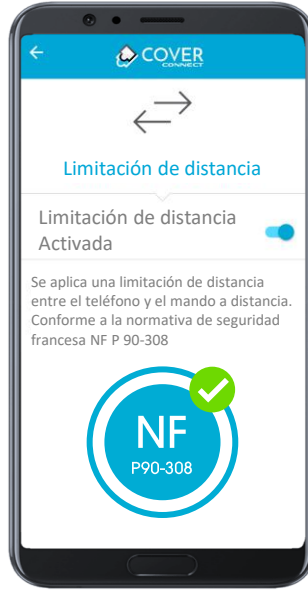 COVER
CONNECT
Limitación de distancia
Limitación de distancia
Activada
Se aplica una limitación de distancia
entre el teléfono y el mando a distancia.
Conforme a la normativa de seguridad
francesa NF P 90-308
NF
P90-308